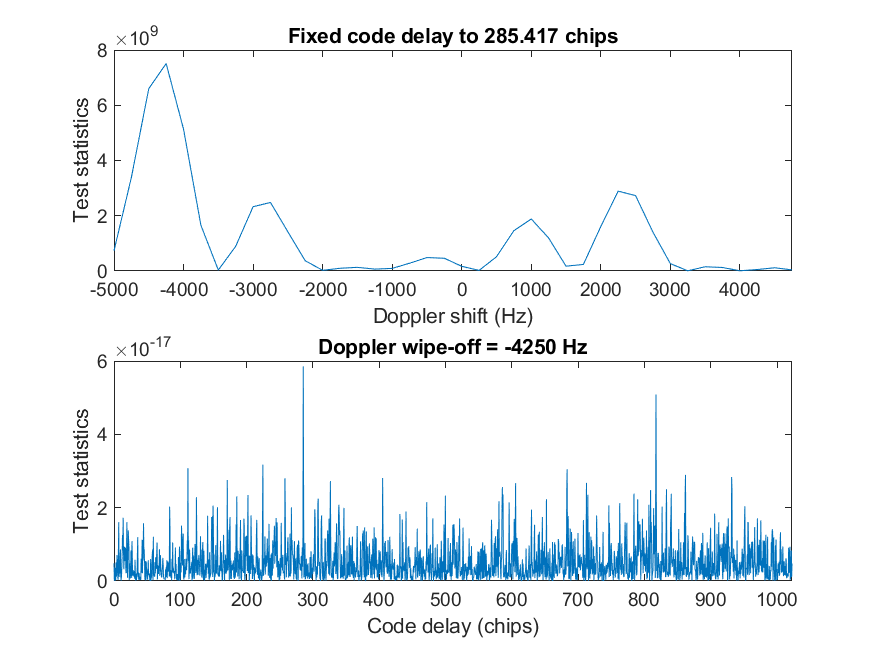 ×10⁹
Fixed code delay to 285.417 chips
8
6
4
2
0
Test statistics
-5000 -4000 -3000 -2000 -1000 0 1000 2000 3000 4000
Doppler shift (Hz)
×10⁻¹⁷
Doppler wipe-off = -4250 Hz
6
4
2
0
Test statistics
0 100 200 300 400 500 600 700 800 900 1000
Code delay (chips)